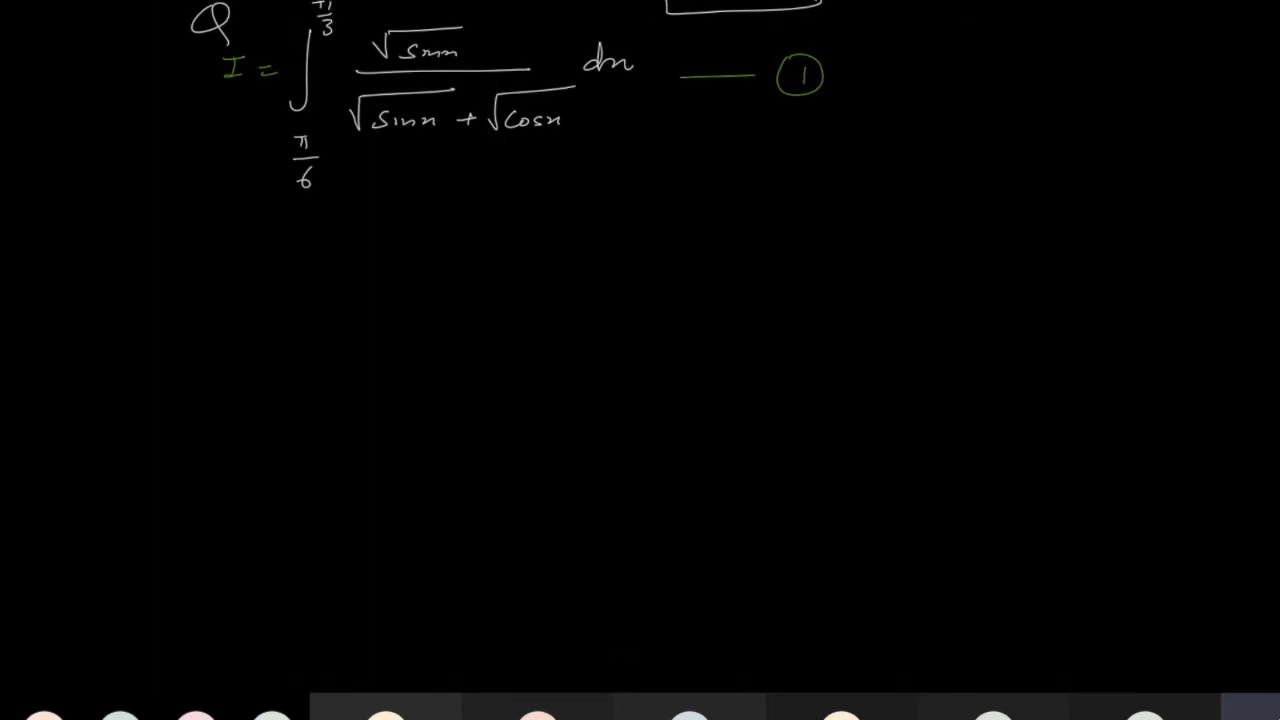 Q
I = ∫_{π/6}^{π/3} √sinx / (√sinx + √cosx) dx —— ①